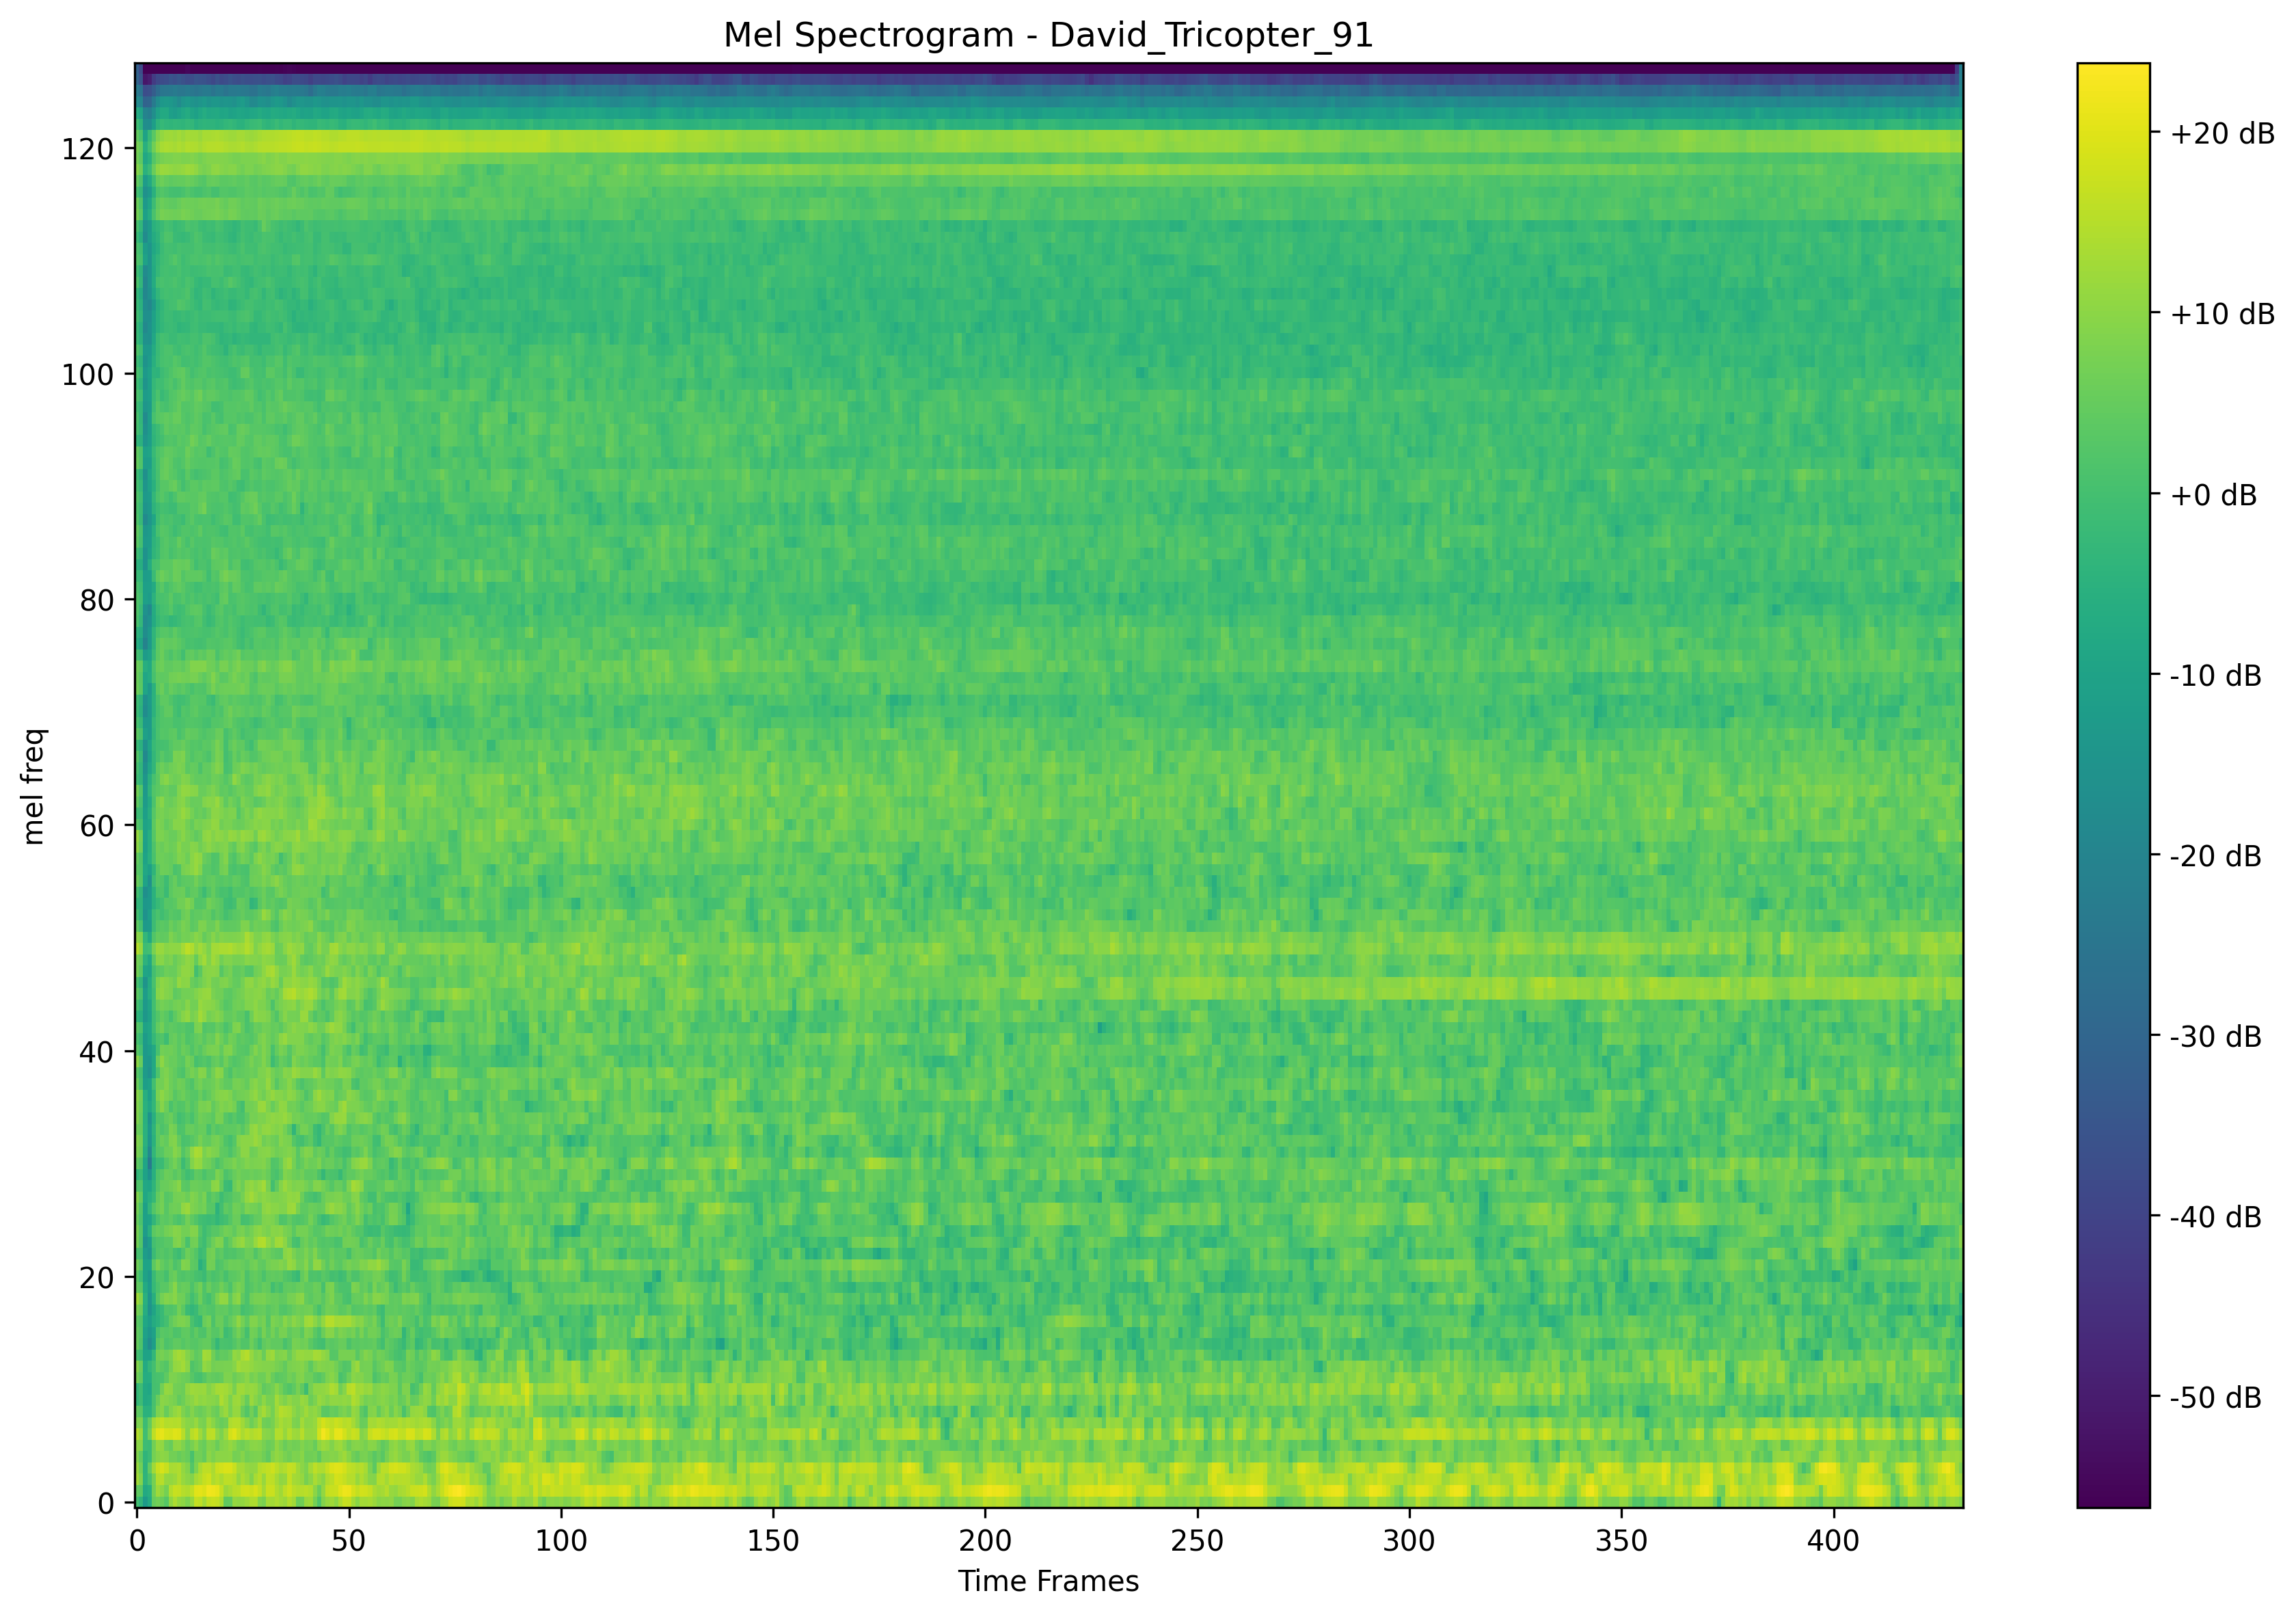 Mel Spectrogram - David_Tricopter_91
mel freq
120
100
80
60
40
20
0
0 50 100 150 200 250 300 350 400
Time Frames
+20 dB
+10 dB
+0 dB
-10 dB
-20 dB
-30 dB
-40 dB
-50 dB